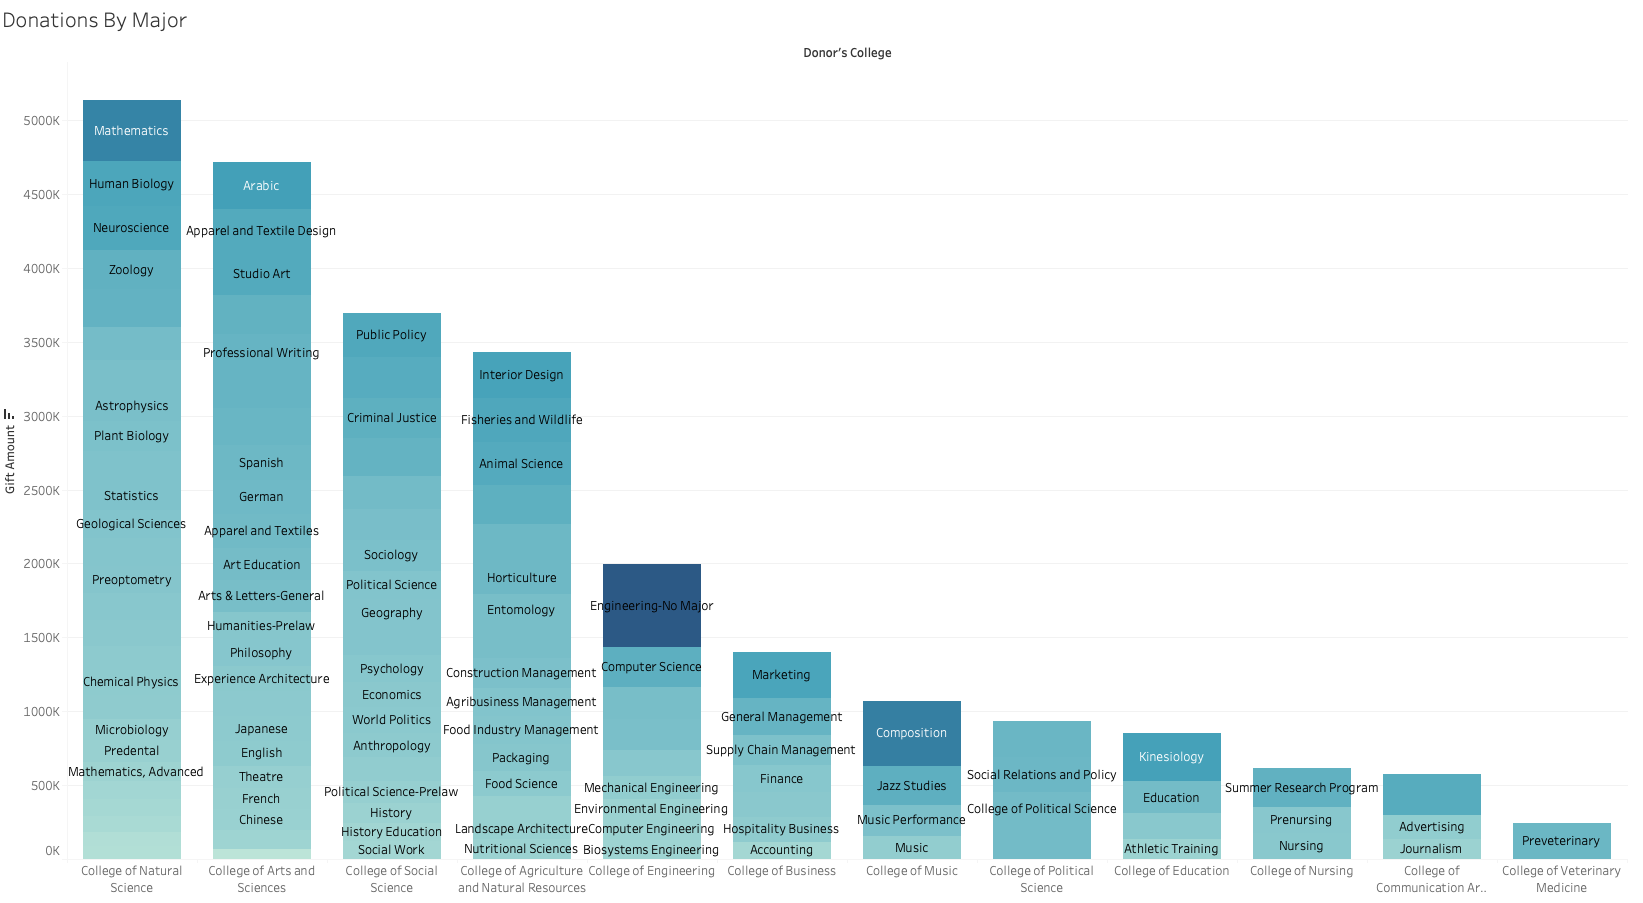 Donations By Major
Donor's College
Gift Amount
5000K
4500K
4000K
3500K
3000K
2500K
2000K
1500K
1000K
500K
0K
Mathematics
Human Biology
Neuroscience
Zoology
Astrophysics
Plant Biology
Statistics
Geological Sciences
Preoptometry
Chemical Physics
Microbiology
Predental
Mathematics, Advanced
College of Natural
Science
Arabic
Apparel and Textile Design
Studio Art
Professional Writing
Spanish
German
Apparel and Textiles
Art Education
Arts & Letters-General
Humanities-Prelaw
Philosophy
Experience Architecture
Japanese
English
Theatre
French
Chinese
College of Arts and
Sciences
Public Policy
Criminal Justice
Sociology
Political Science
Geography
Psychology
Economics
World Politics
Anthropology
Political Science-Prelaw
History
History Education
Social Work
College of Social
Science
Interior Design
Fisheries and Wildlife
Animal Science
Horticulture
Entomology
Construction Management
Agribusiness Management
Food Industry Management
Packaging
Food Science
Landscape Architecture
Nutritional Sciences
College of Agriculture
and Natural Resources
Engineering-No Major
Computer Science
Mechanical Engineering
Environmental Engineering
Computer Engineering
Biosystems Engineering
College of Engineering
Marketing
General Management
Supply Chain Management
Finance
Hospitality Business
Accounting
College of Business
Composition
Jazz Studies
Music Performance
Music
College of Music
Social Relations and Policy
College of Political Science
College of Political
Science
Kinesiology
Education
Athletic Training
College of Education
Summer Research Program
Prenursing
Nursing
College of Nursing
Advertising
Journalism
College of
Communication Ar..
Preveterinary
College of Veterinary
Medicine